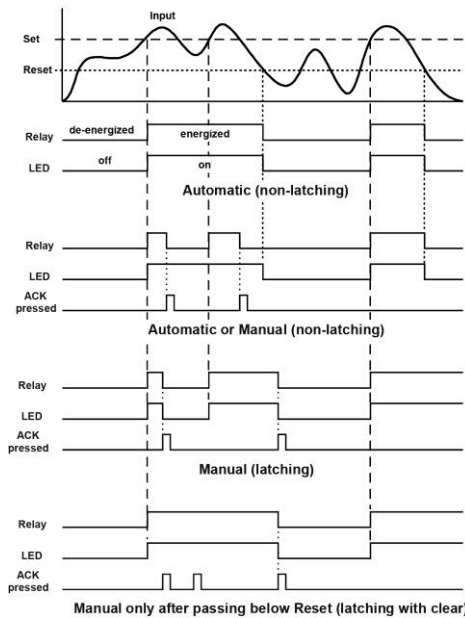 Input
Set
Reset
de-energized energized
Relay
off on
LED
Automatic (non-latching)
Relay
LED
ACK
pressed
Automatic or Manual (non-latching)
Relay
LED
ACK
pressed
Manual (latching)
Relay
LED
ACK
pressed
Manual only after passing below Reset (latching with clear)